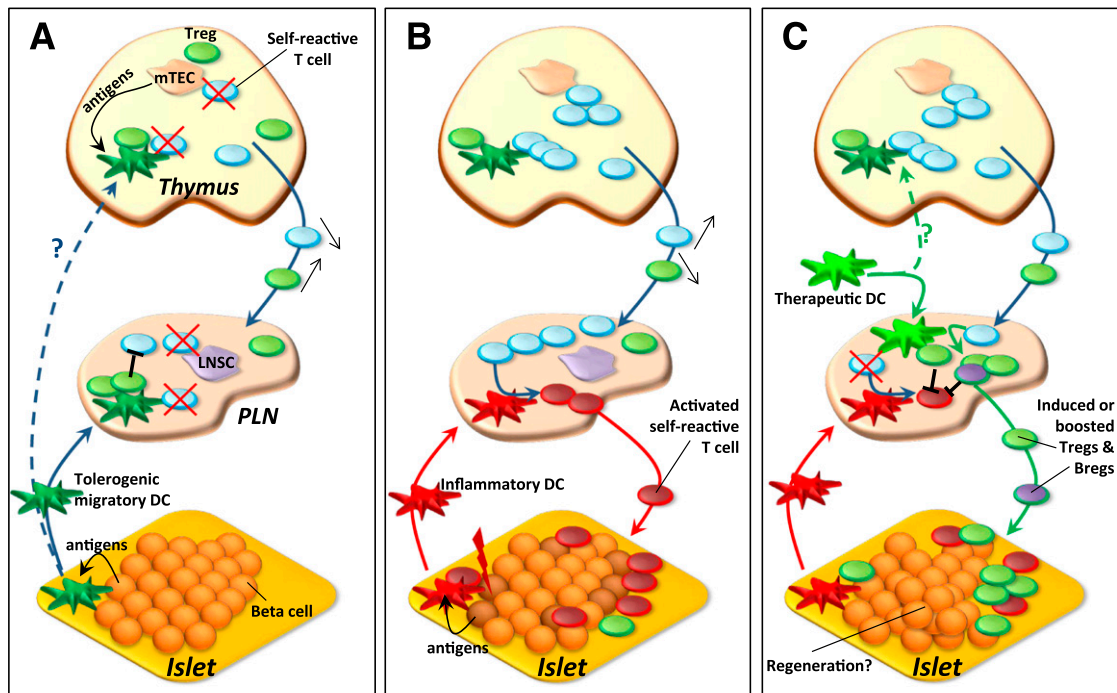 A
Treg
Self-reactive
T cell
mTEC
antigens
Thymus
?
LNSC
PLN
Tolerogenic
migratory DC
antigens
Beta cell
Islet
B
Activated
self-reactive
T cell
Inflammatory DC
antigens
Islet
C
?
Therapeutic DC
Induced or
boosted
Tregs &
Bregs
Regeneration?
Islet